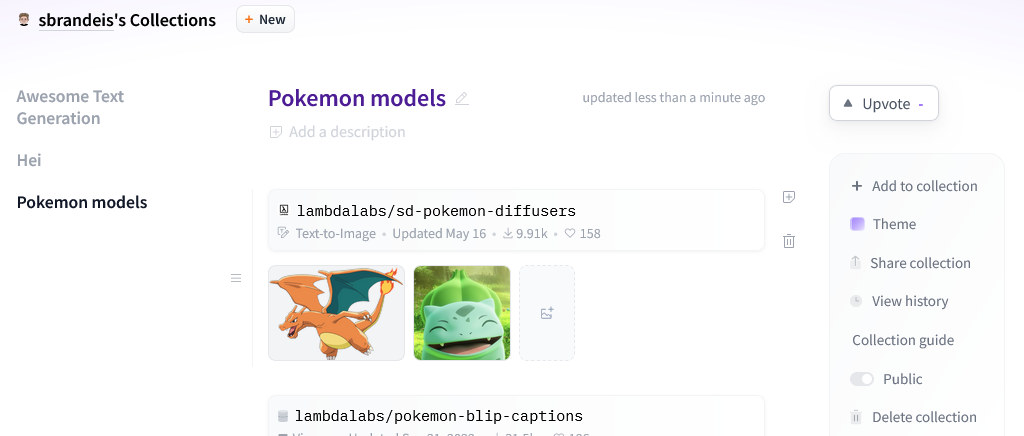 sbrandeis's Collections
+ New
Awesome Text
Generation
Hei
Pokemon models
Pokemon models
updated less than a minute ago
Add a description
lambdalabs/sd-pokemon-diffusers
Text-to-Image • Updated May 16 • 9.91k • 158
lambdalabs/pokemon-blip-captions
Upvote -
+ Add to collection
Theme
Share collection
View history
Collection guide
Public
Delete collection